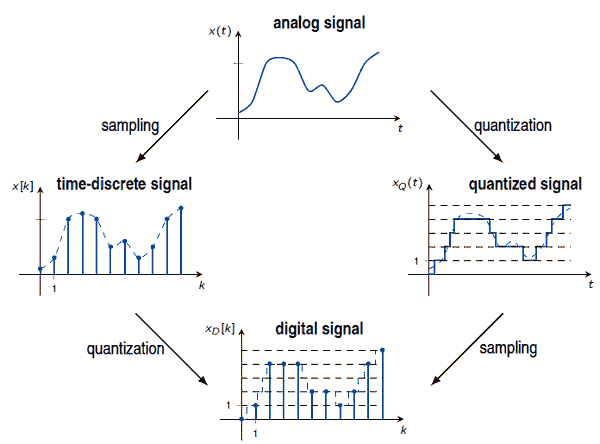 analog signal
x(t)
t
sampling
quantization
time-discrete signal
x[k]
1
k
quantized signal
x_Q(t)
1
t
quantization
sampling
digital signal
x_D[k]
1
1
k